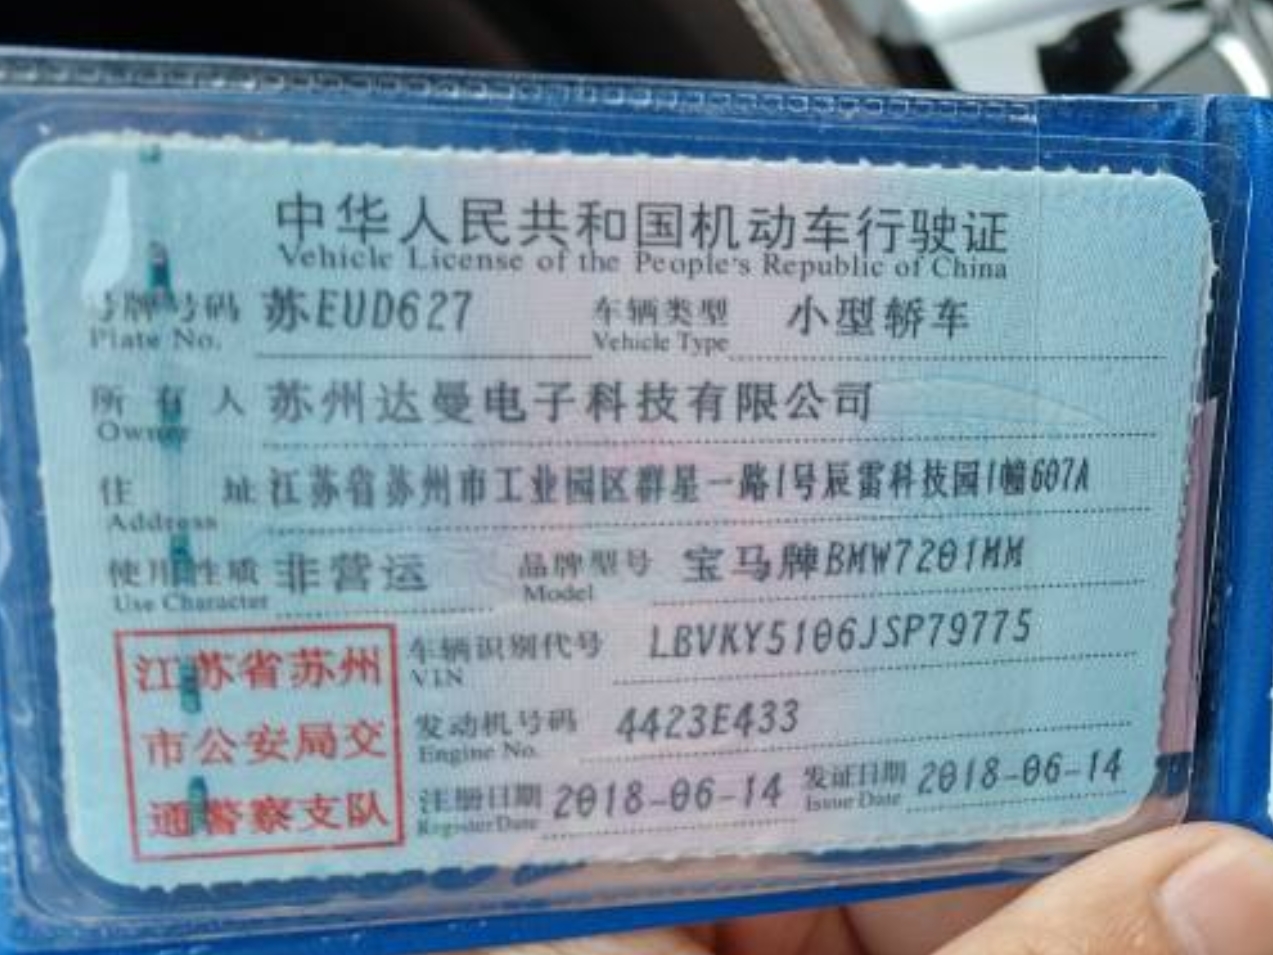 中华人民共和国机动车行驶证
Vehicle License of the People's Republic of China
号牌号码 苏EUD627 车辆类型 小型轿车
Plate No. Vehicle Type
所有人 苏州达曼电子科技有限公司
Owner
住址 江苏省苏州市工业园区群星一路1号辰雷科技园1幢607A
Address
使用性质 非营运 品牌型号 宝马牌BMW7201MM
Use Character Model
江苏省苏州
市公安局交
通警察支队
车辆识别代号 LBVKY5106JSP79775
VIN
发动机号码 4423E433
Engine No.
注册日期 2018-06-14 发证日期 2018-06-14
Register Date Issue Date